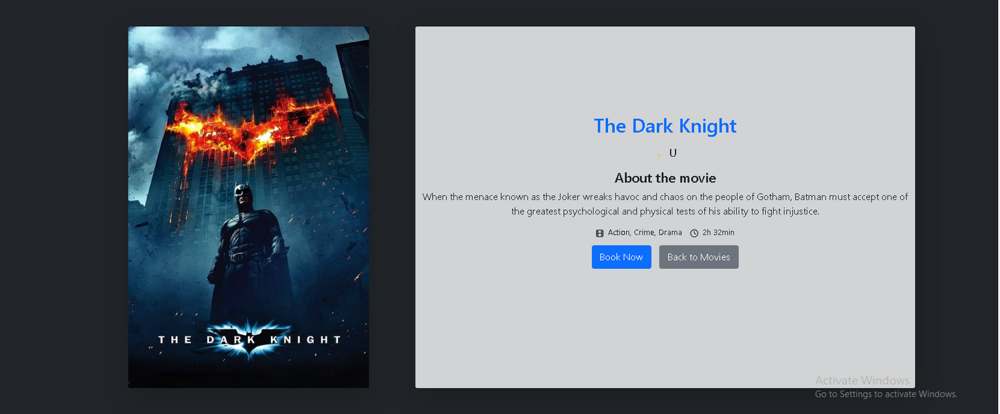 THE DARK KNIGHT
The Dark Knight
U
About the movie
When the menace known as the Joker wreaks havoc and chaos on the people of Gotham, Batman must accept one of
the greatest psychological and physical tests of his ability to fight injustice.
Action, Crime, Drama 2h 32min
Book Now Back to Movies
Activate Windows
Go to Settings to activate Windows.